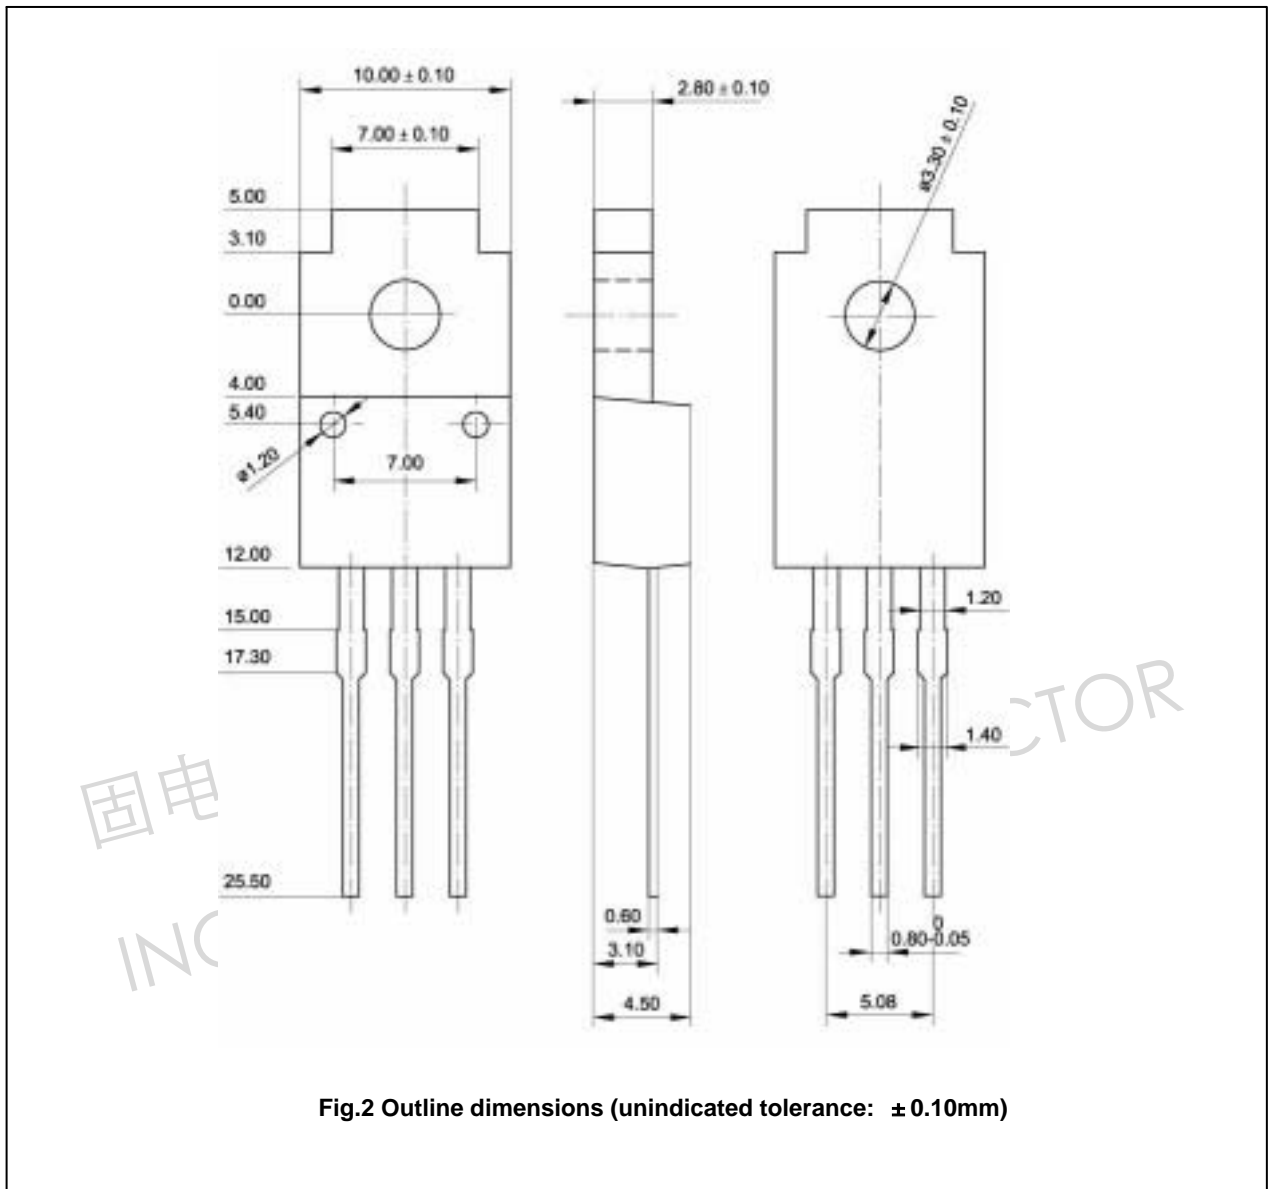 10.00 ± 0.10
2.80 ± 0.10
7.00 ± 0.10
ø3.30 ± 0.10
5.00
3.10
0.00
4.00
5.40
ø1.20
7.00
12.00
15.00
1.20
17.30
CTOR
1.40
固电
25.50
INC
0.60
0
0.80-0.05
3.10
4.50
5.08
Fig.2 Outline dimensions (unindicated tolerance: ±0.10mm)